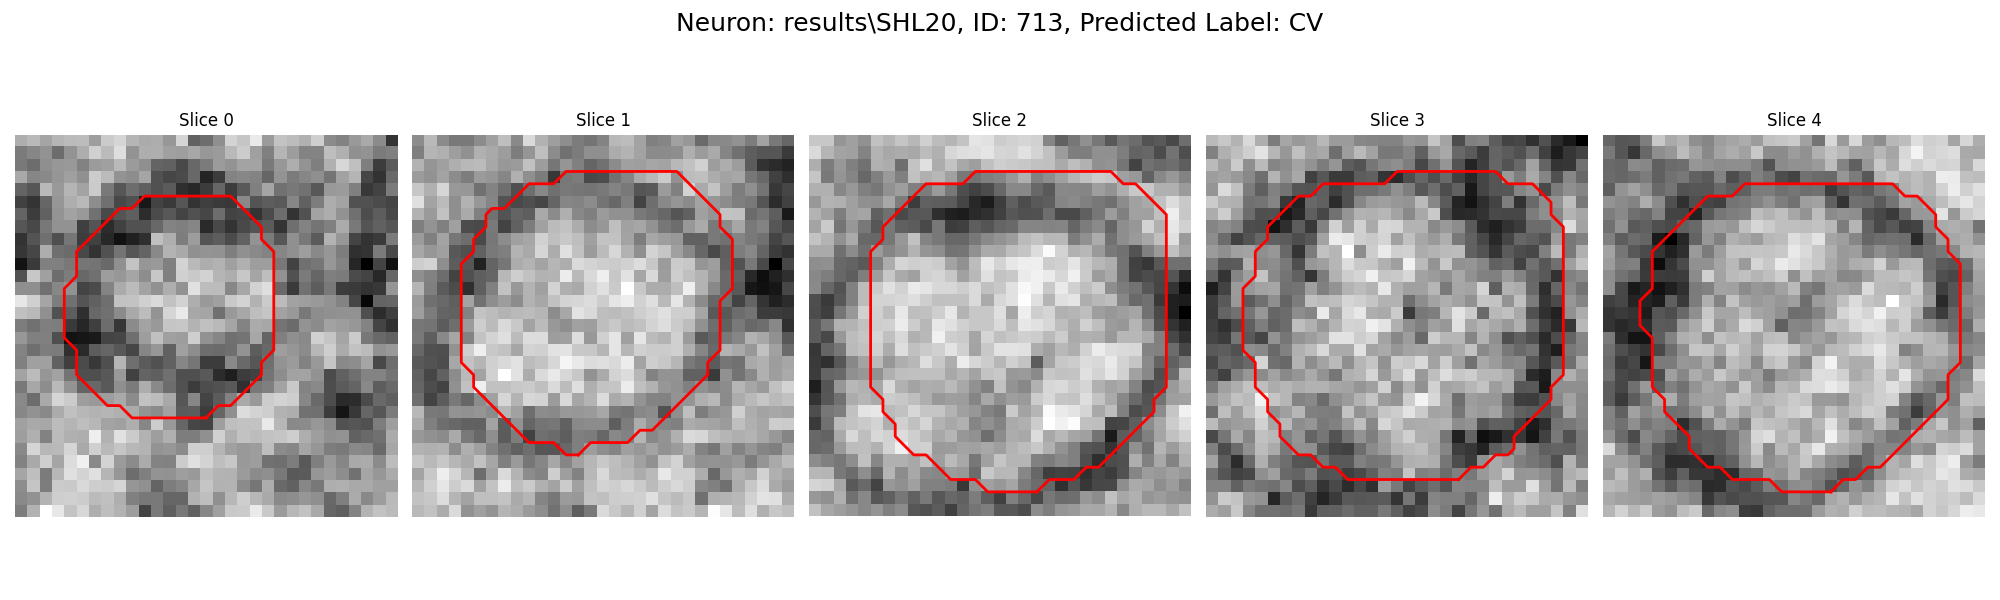 Neuron: results\SHL20, ID: 713, Predicted Label: CV
Slice 0
Slice 1
Slice 2
Slice 3
Slice 4